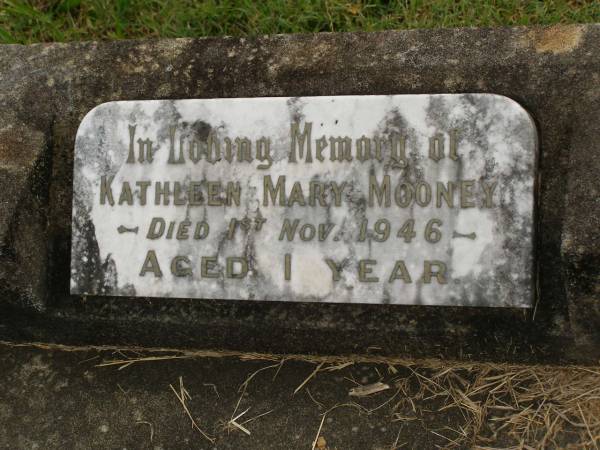 In Loving Memory of
KATHLEEN MARY MOONEY
DIED 1ST NOV. 1946
AGED 1 YEAR.